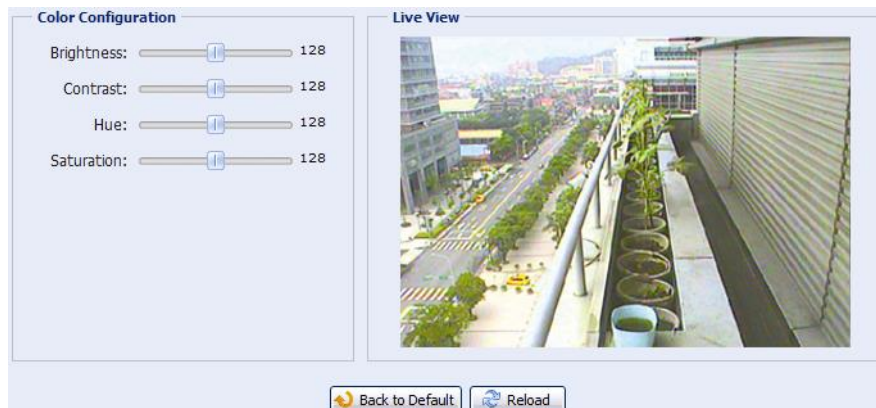 Color Configuration
Brightness: 128
Contrast: 128
Hue: 128
Saturation: 128
Live View
Back to Default
Reload